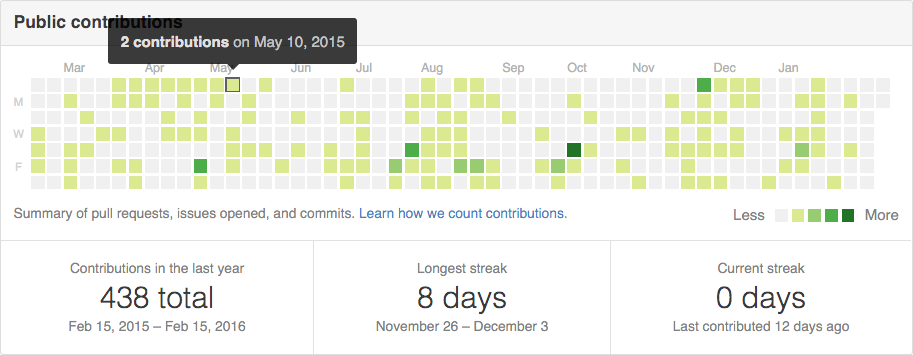 Public contributions
2 contributions on May 10, 2015
Mar Apr May Jun Jul Aug Sep Oct Nov Dec Jan
M
W
F
Summary of pull requests, issues opened, and commits. Learn how we count contributions.
Less More
Contributions in the last year
438 total
Feb 15, 2015 – Feb 15, 2016
Longest streak
8 days
November 26 – December 3
Current streak
0 days
Last contributed 12 days ago